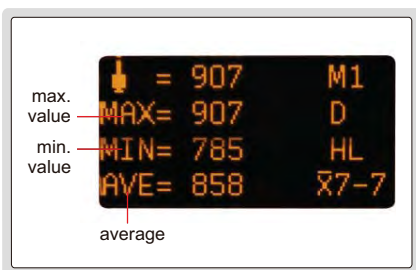 = 907 M1
max. value
MAX= 907 D
min. value
MIN= 785 HL
AVE= 858 X̄7-7
average